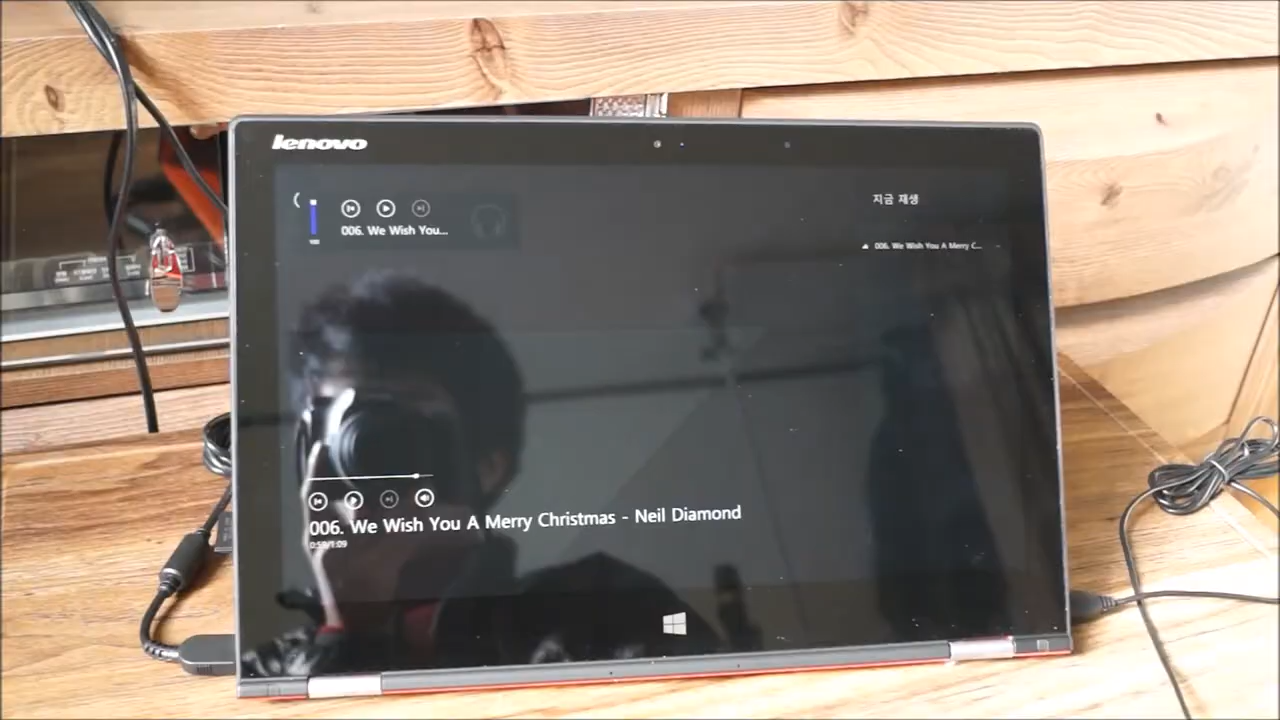 lenovo
006. We Wish You...
100
지금 재생
006. We Wish You A Merry C...
006. We Wish You A Merry Christmas - Neil Diamond
0:59/1:09